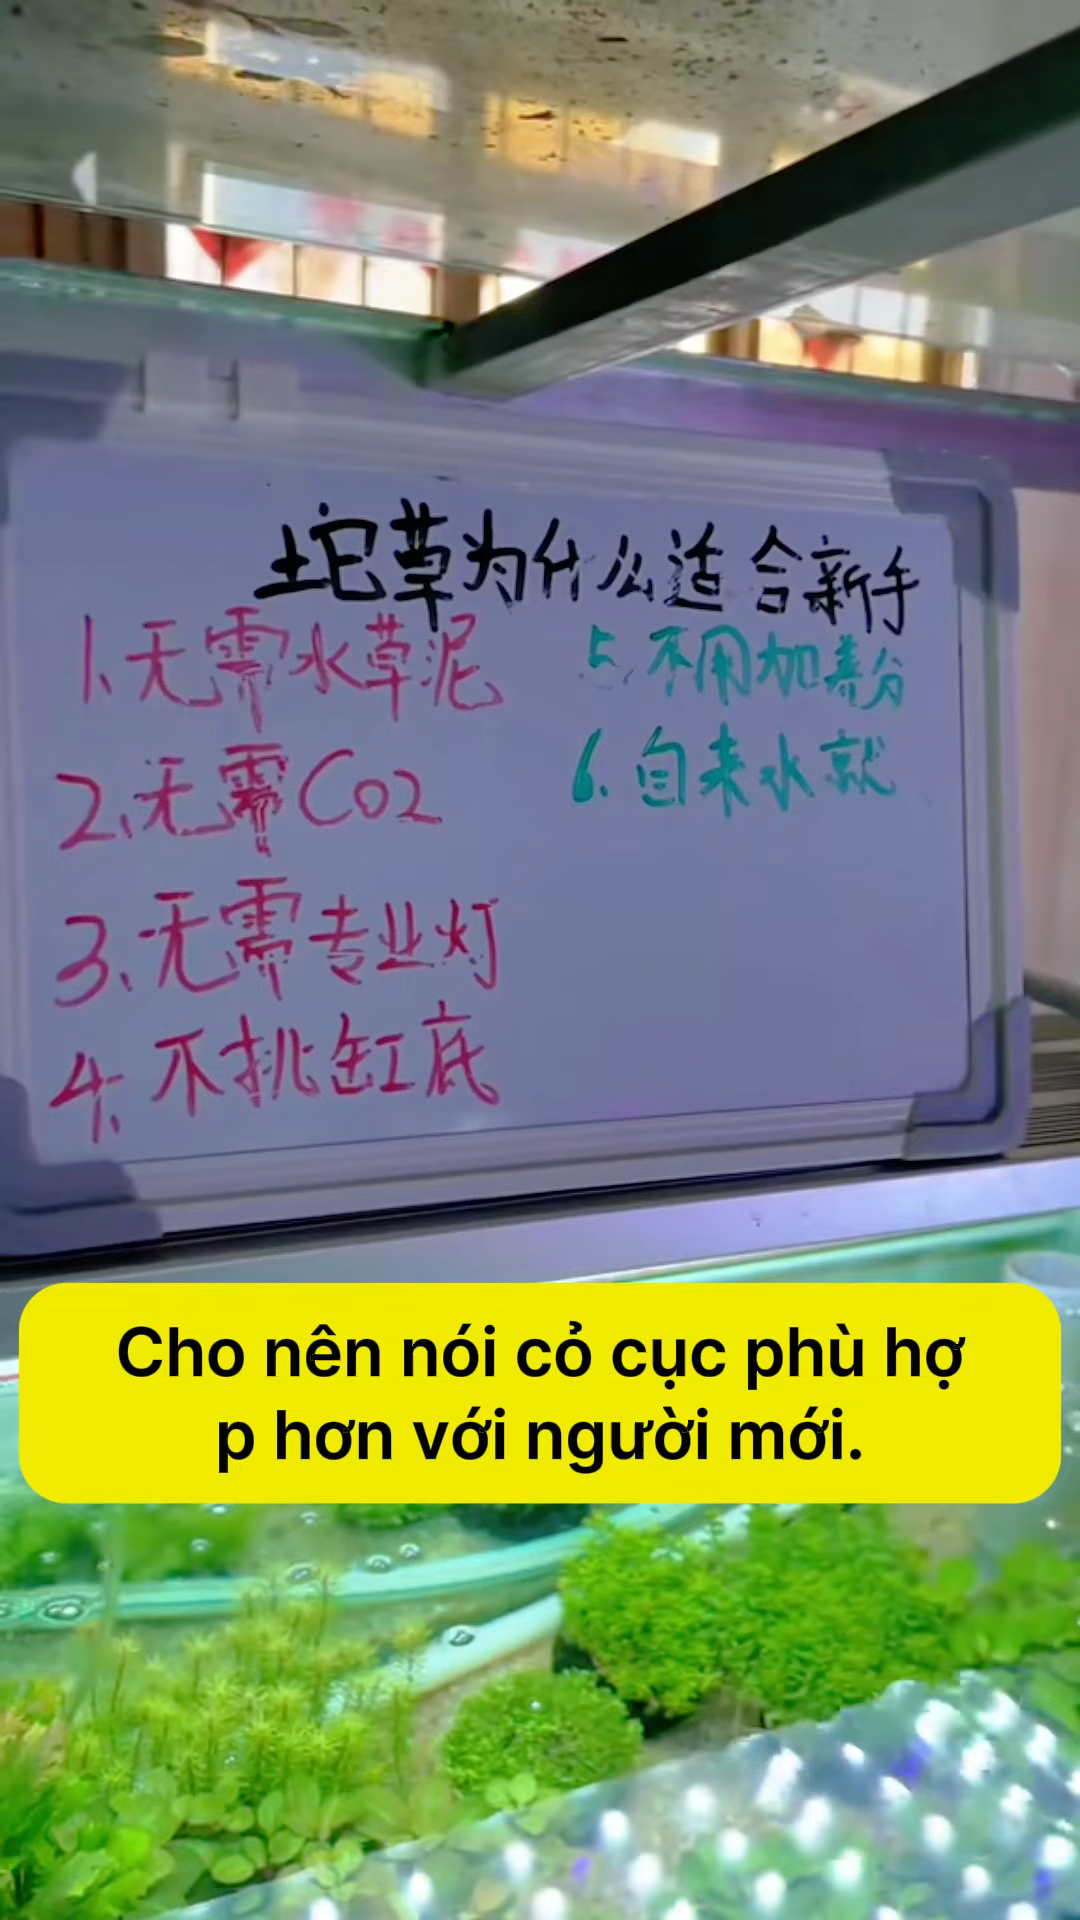 坨草为什么适合新手
1.无需水草泥
2.无需CO2
3.无需专业灯
4.不挑缸底
5.不用加养分
6.自来水就
Cho nên nói cỏ cục phù hợ
p hơn với người mới.